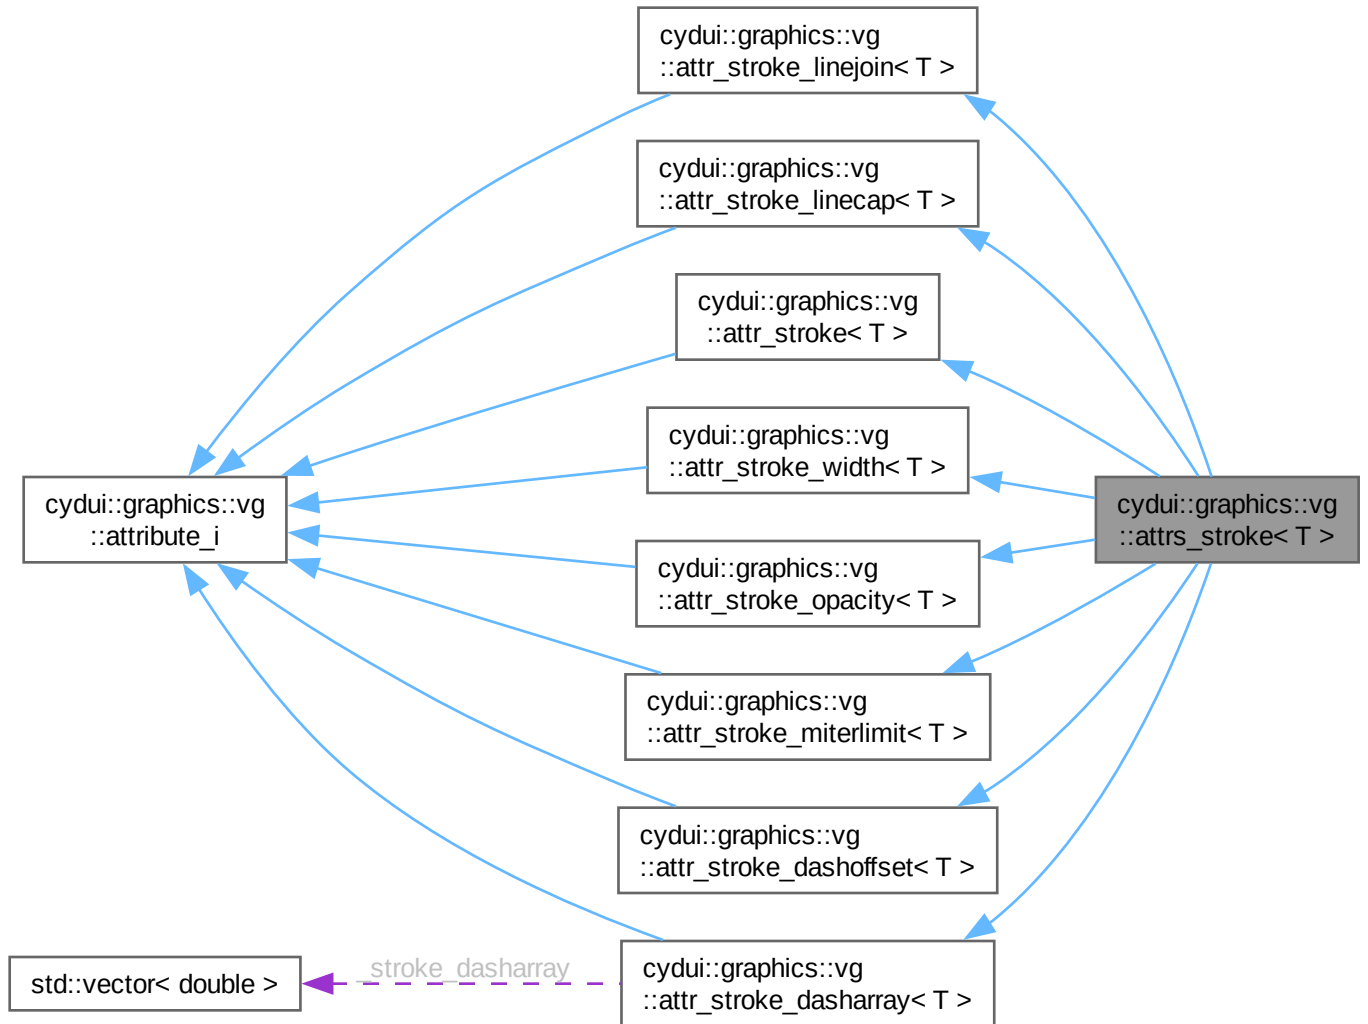 cydui::graphics::vg
::attr_stroke_linejoin< T >
cydui::graphics::vg
::attr_stroke_linecap< T >
cydui::graphics::vg
::attr_stroke< T >
cydui::graphics::vg
::attr_stroke_width< T >
cydui::graphics::vg
::attribute_i
cydui::graphics::vg
::attrs_stroke< T >
cydui::graphics::vg
::attr_stroke_opacity< T >
cydui::graphics::vg
::attr_stroke_miterlimit< T >
cydui::graphics::vg
::attr_stroke_dashoffset< T >
std::vector< double >
_stroke_dasharray
cydui::graphics::vg
::attr_stroke_dasharray< T >